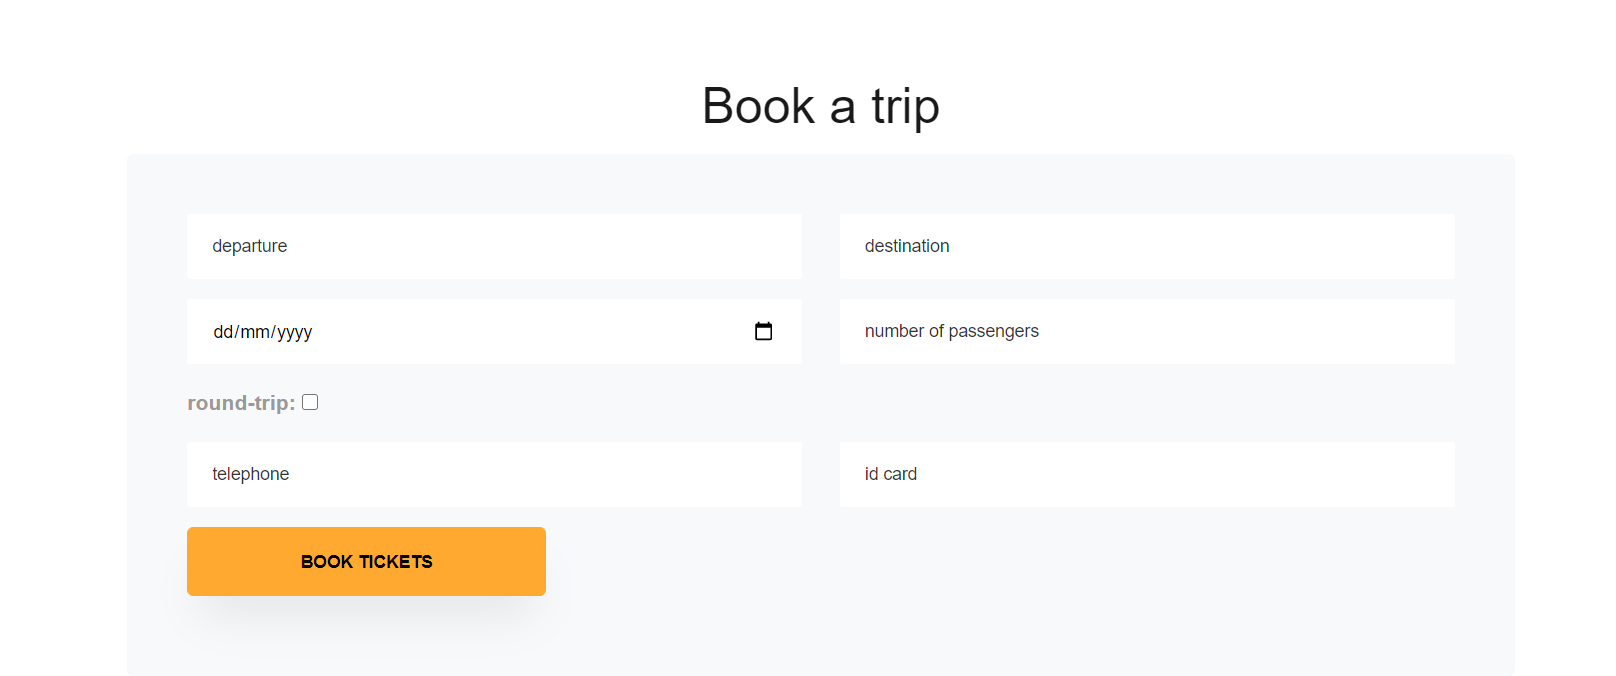 Book a trip
departure
destination
dd/mm/yyyy
number of passengers
round-trip:
telephone
id card
BOOK TICKETS